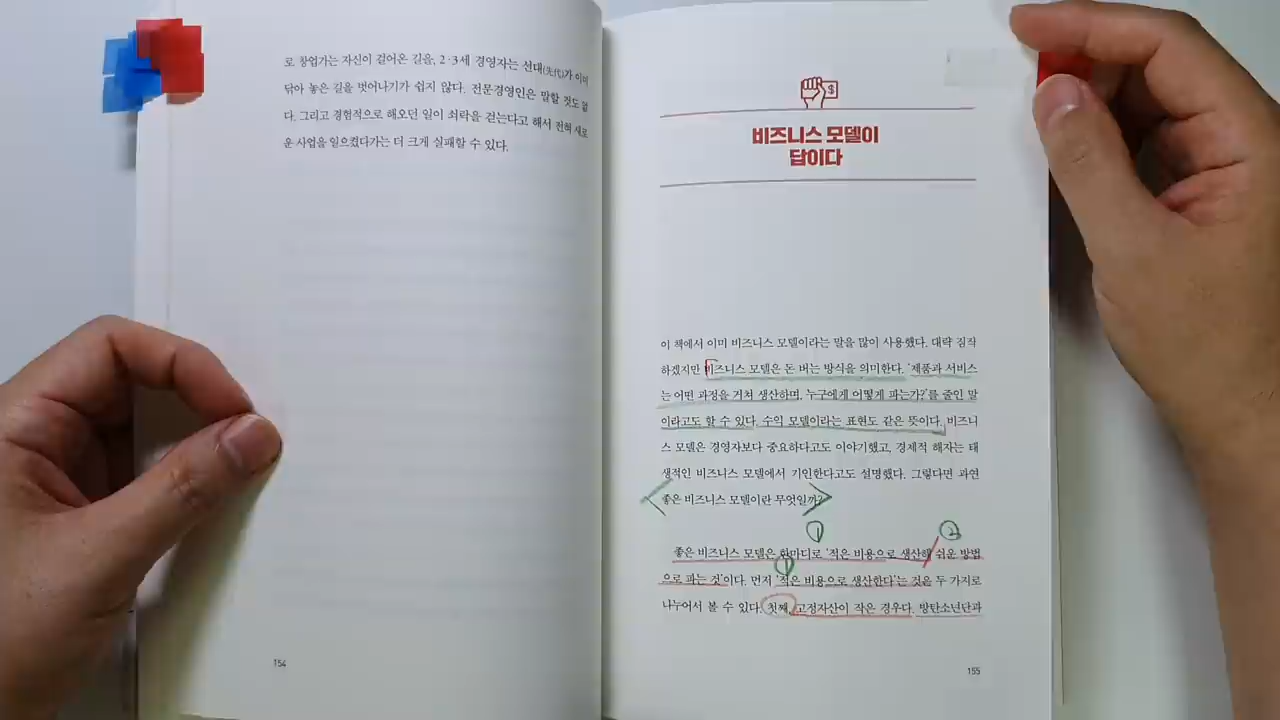 로 창업가는 자신이 걸어온 길을, 2·3세 경영자는 선대(先代)가 이미
닦아 놓은 길을 벗어나기가 쉽지 않다. 전문경영인은 말할 것도 없
다. 그리고 경험적으로 해오던 일이 쇠락을 걷는다고 해서 전혀 새로
운 사업을 일으켰다가는 더 크게 실패할 수 있다.
154
$
비즈니스 모델이
답이다
이 책에서 이미 비즈니스 모델이라는 말을 많이 사용했다. 대략 짐작
하겠지만 비즈니스 모델은 돈 버는 방식을 의미한다. '제품과 서비스
는 어떤 과정을 거쳐 생산하며, 누구에게 어떻게 파는가?'를 줄인 말
이라고도 할 수 있다. 수익 모델이라는 표현도 같은 뜻이다. 비즈니
스 모델은 경영자보다 중요하다고도 이야기했고, 경제적 해자는 태
생적인 비즈니스 모델에서 기인한다고도 설명했다. 그렇다면 과연
좋은 비즈니스 모델이란 무엇일까?
① ②
좋은 비즈니스 모델은 한마디로 '적은 비용으로 생산해 쉬운 방법
①
으로 파는 것'이다. 먼저 '적은 비용으로 생산한다'는 것을 두 가지로
나누어서 볼 수 있다. 첫째, 고정자산이 작은 경우다. 방탄소년단과
155